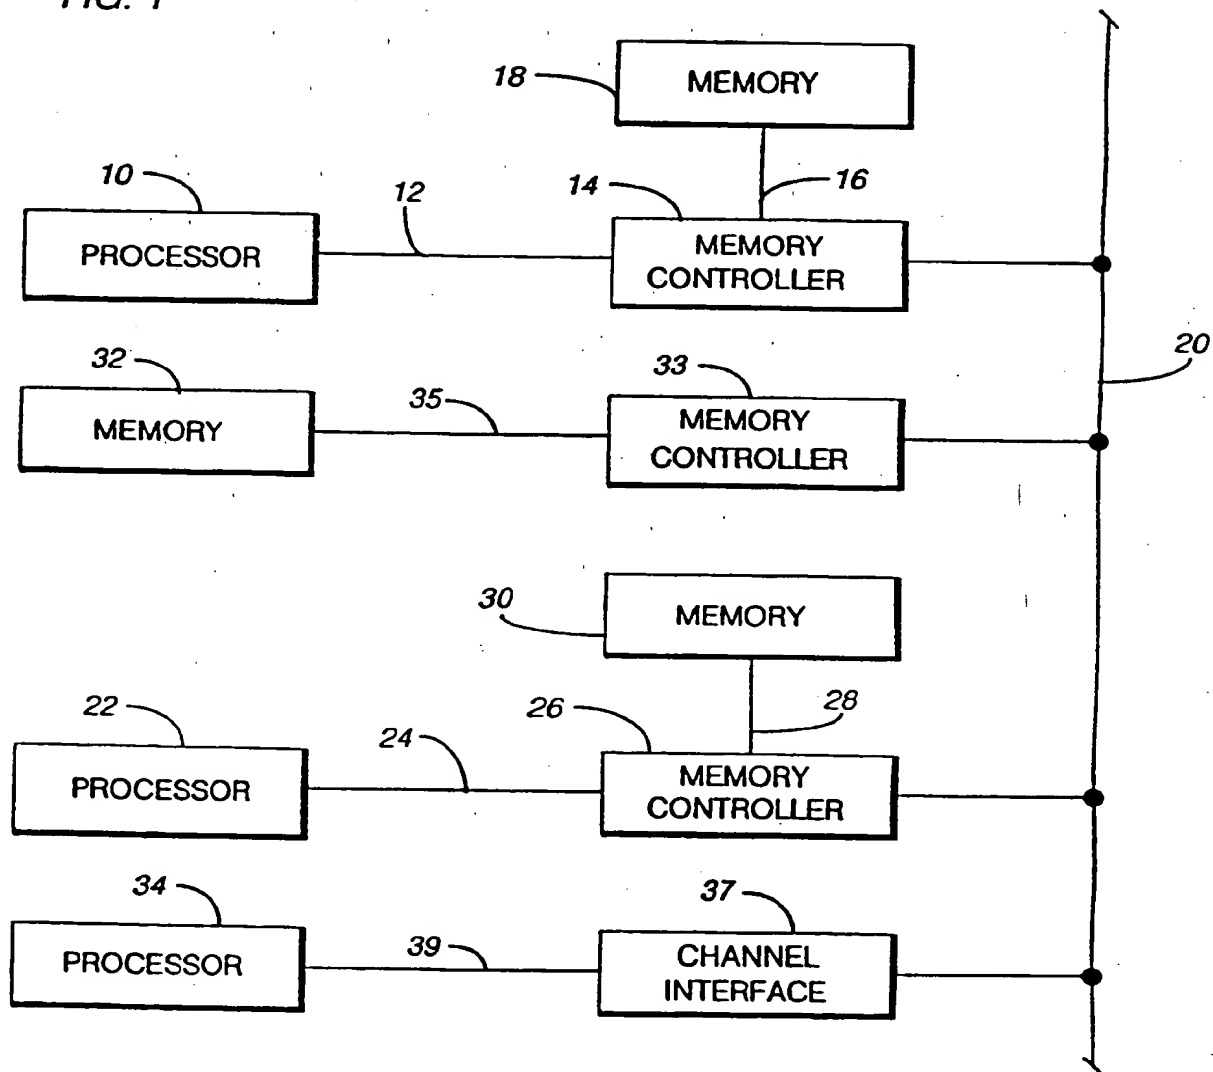 FIG. 1
18
MEMORY
10
12
14
16
PROCESSOR
MEMORY
CONTROLLER
20
32
35
33
MEMORY
MEMORY
CONTROLLER
30
MEMORY
22
24
26
28
PROCESSOR
MEMORY
CONTROLLER
34
39
37
PROCESSOR
CHANNEL
INTERFACE